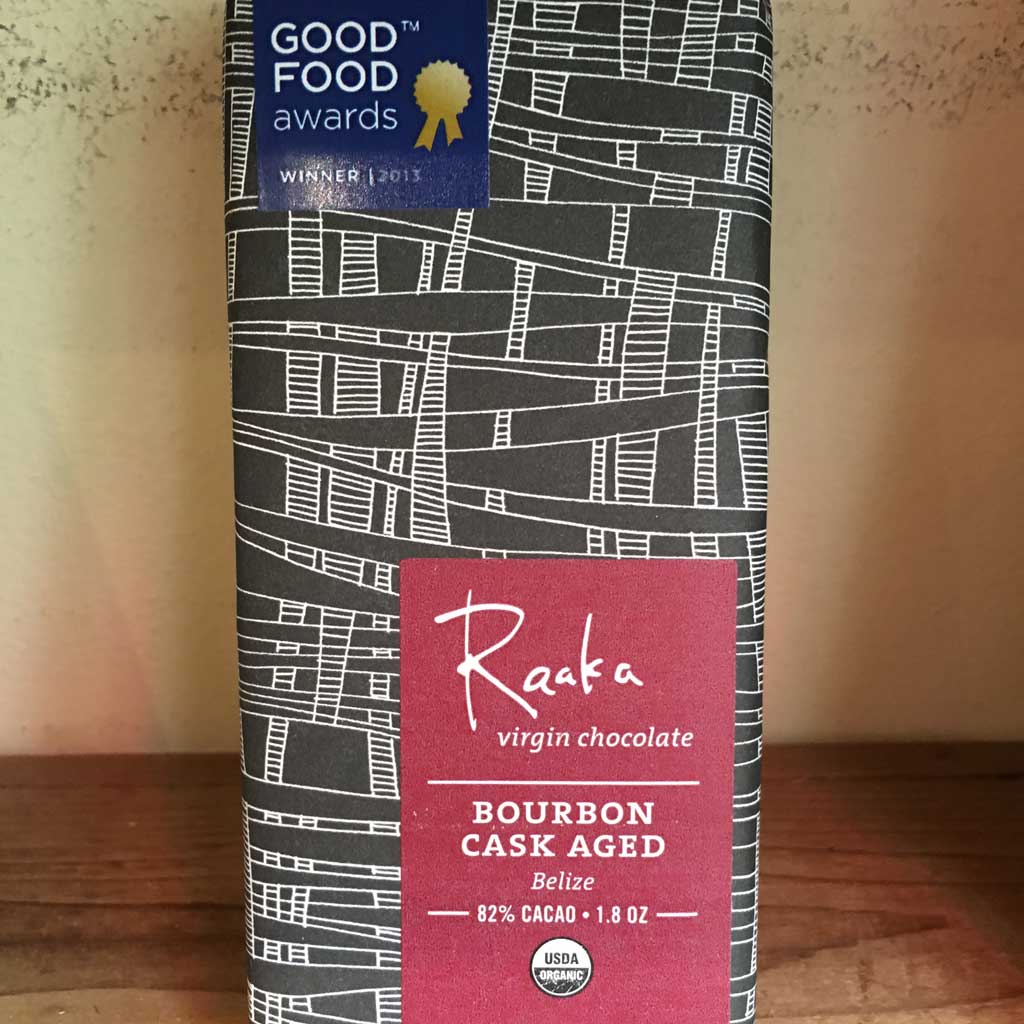 GOOD™
FOOD
awards
WINNER | 2013
Raaka
virgin chocolate
BOURBON
CASK AGED
Belize
82% CACAO • 1.8 OZ
USDA
ORGANIC